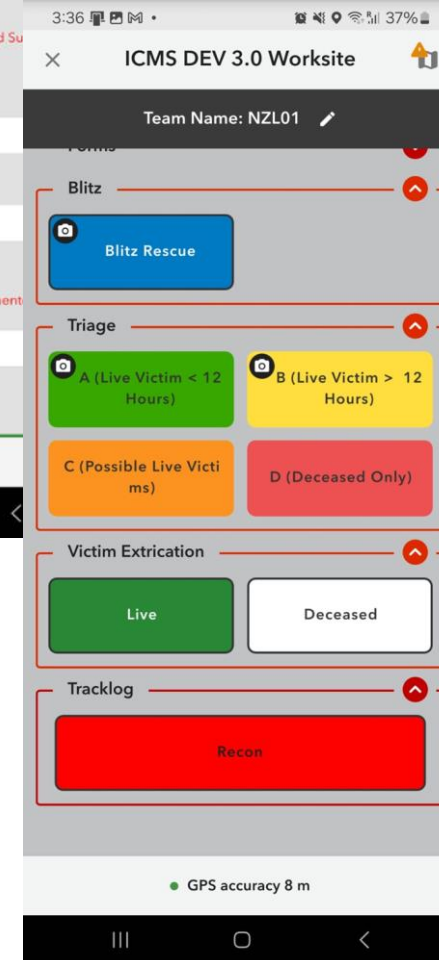 3:36
37%
ICMS DEV 3.0 Worksite
Team Name: NZL01
Forms
Blitz
Blitz Rescue
Triage
A (Live Victim < 12
Hours)
B (Live Victim > 12
Hours)
C (Possible Live Victi
ms)
D (Deceased Only)
Victim Extrication
Live
Deceased
Tracklog
Recon
GPS accuracy 8 m